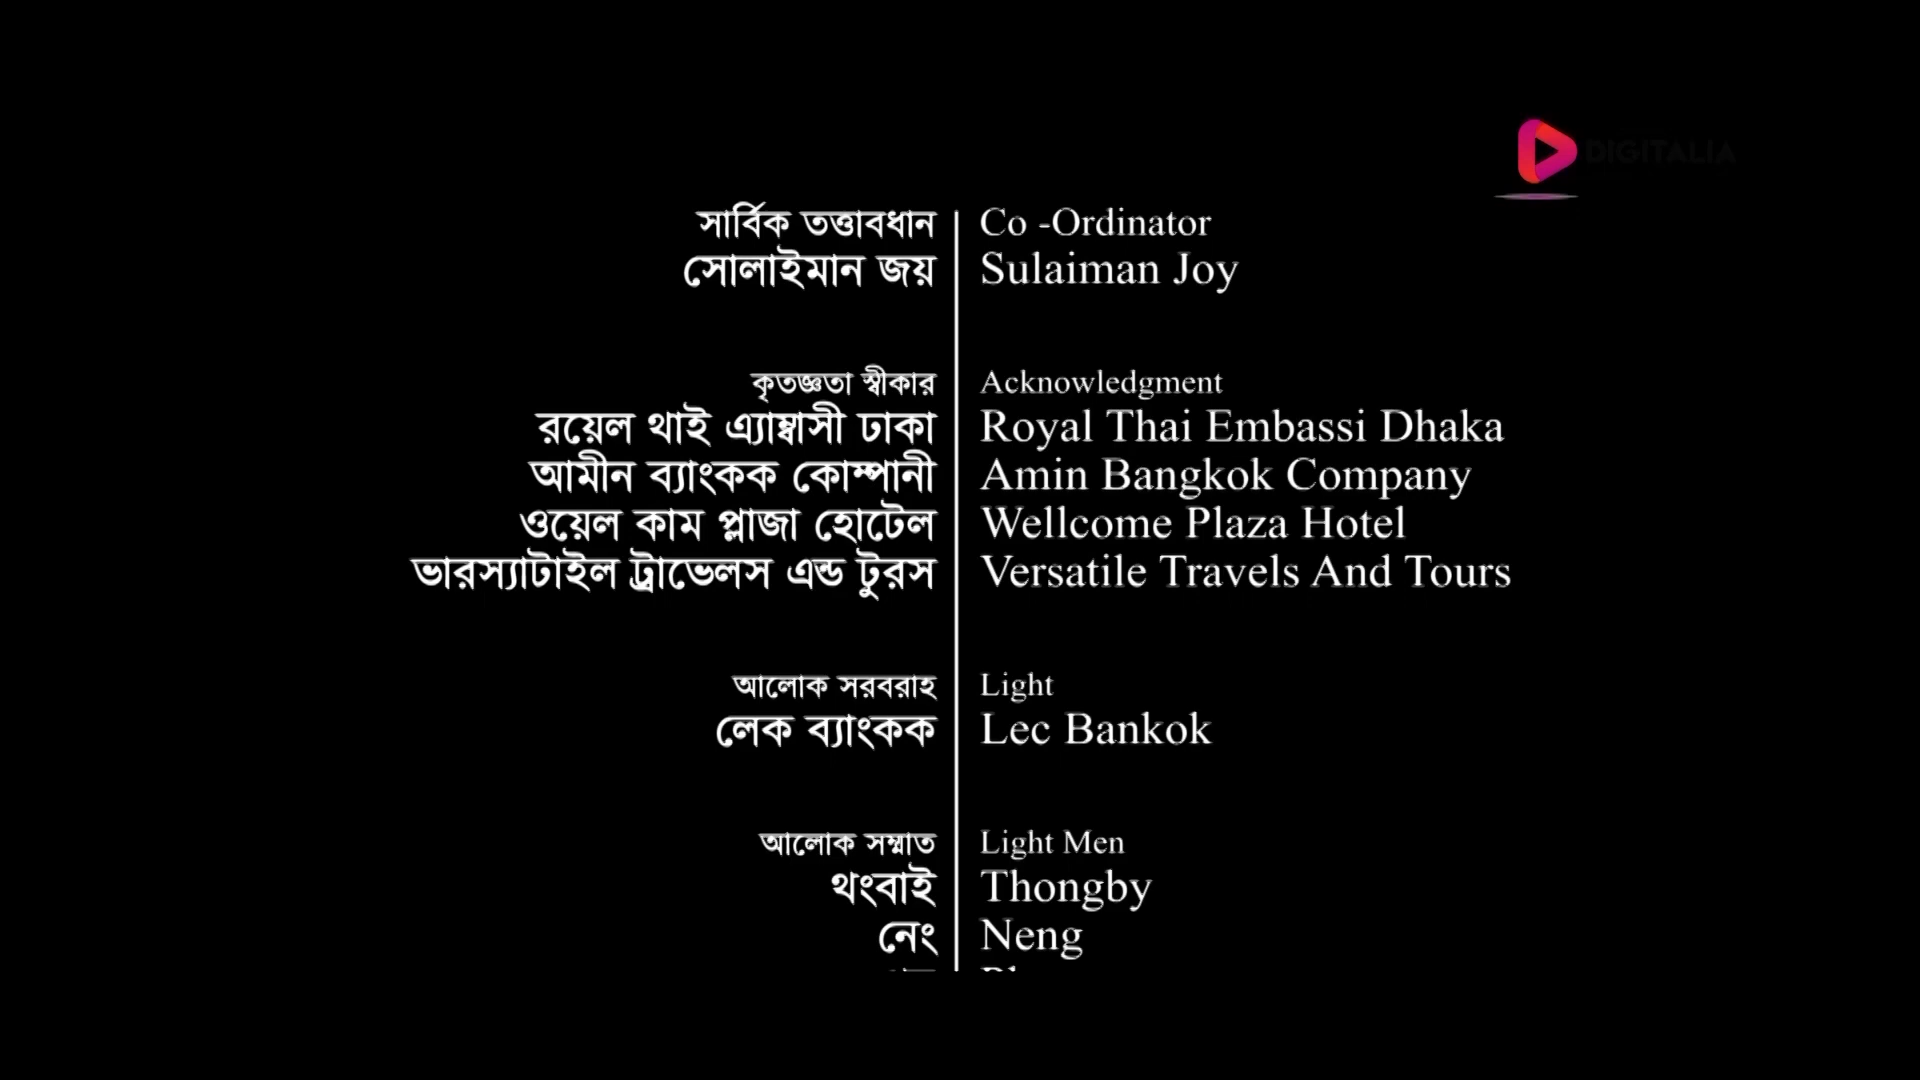 DIGITALIA
সার্বিক তত্তাবধান
Co -Ordinator
সোলাইমান জয়
Sulaiman Joy
কৃতজ্ঞতা স্বীকার
Acknowledgment
রয়েল থাই এ্যাম্বাসী ঢাকা
Royal Thai Embassi Dhaka
আমীন ব্যাংকক কোম্পানী
Amin Bangkok Company
ওয়েল কাম প্লাজা হোটেল
Wellcome Plaza Hotel
ভারস্যাটাইল ট্রাভেলস এন্ড টুরস
Versatile Travels And Tours
আলোক সরবরাহ
Light
লেক ব্যাংকক
Lec Bankok
আলোক সম্মাত
Light Men
থংবাই
Thongby
নেং
Neng